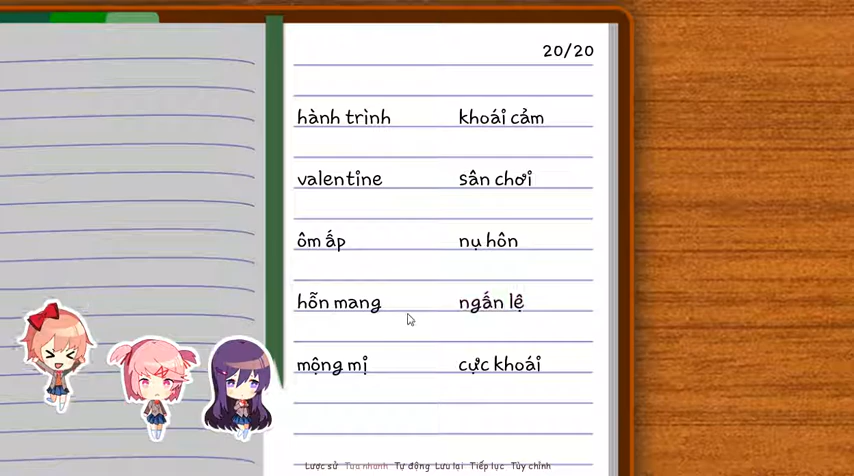 20/20
hành trình khoái cảm
valentine sân chơi
ôm ấp nụ hôn
hỗn mang ngấn lệ
mộng mị cực khoái
Lược sử Tua nhanh Tự động Lưu lại Tiếp lục Tùy chỉnh